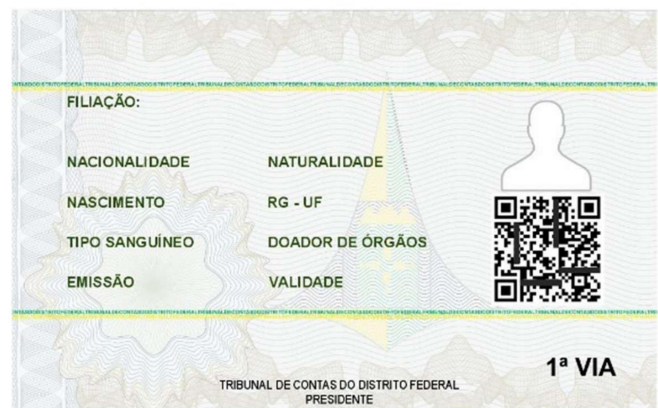 FILIAÇÃO:
NACIONALIDADE NATURALIDADE
NASCIMENTO RG - UF
TIPO SANGUÍNEO DOADOR DE ÓRGÃOS
EMISSÃO VALIDADE
1ª VIA
TRIBUNAL DE CONTAS DO DISTRITO FEDERAL
PRESIDENTE